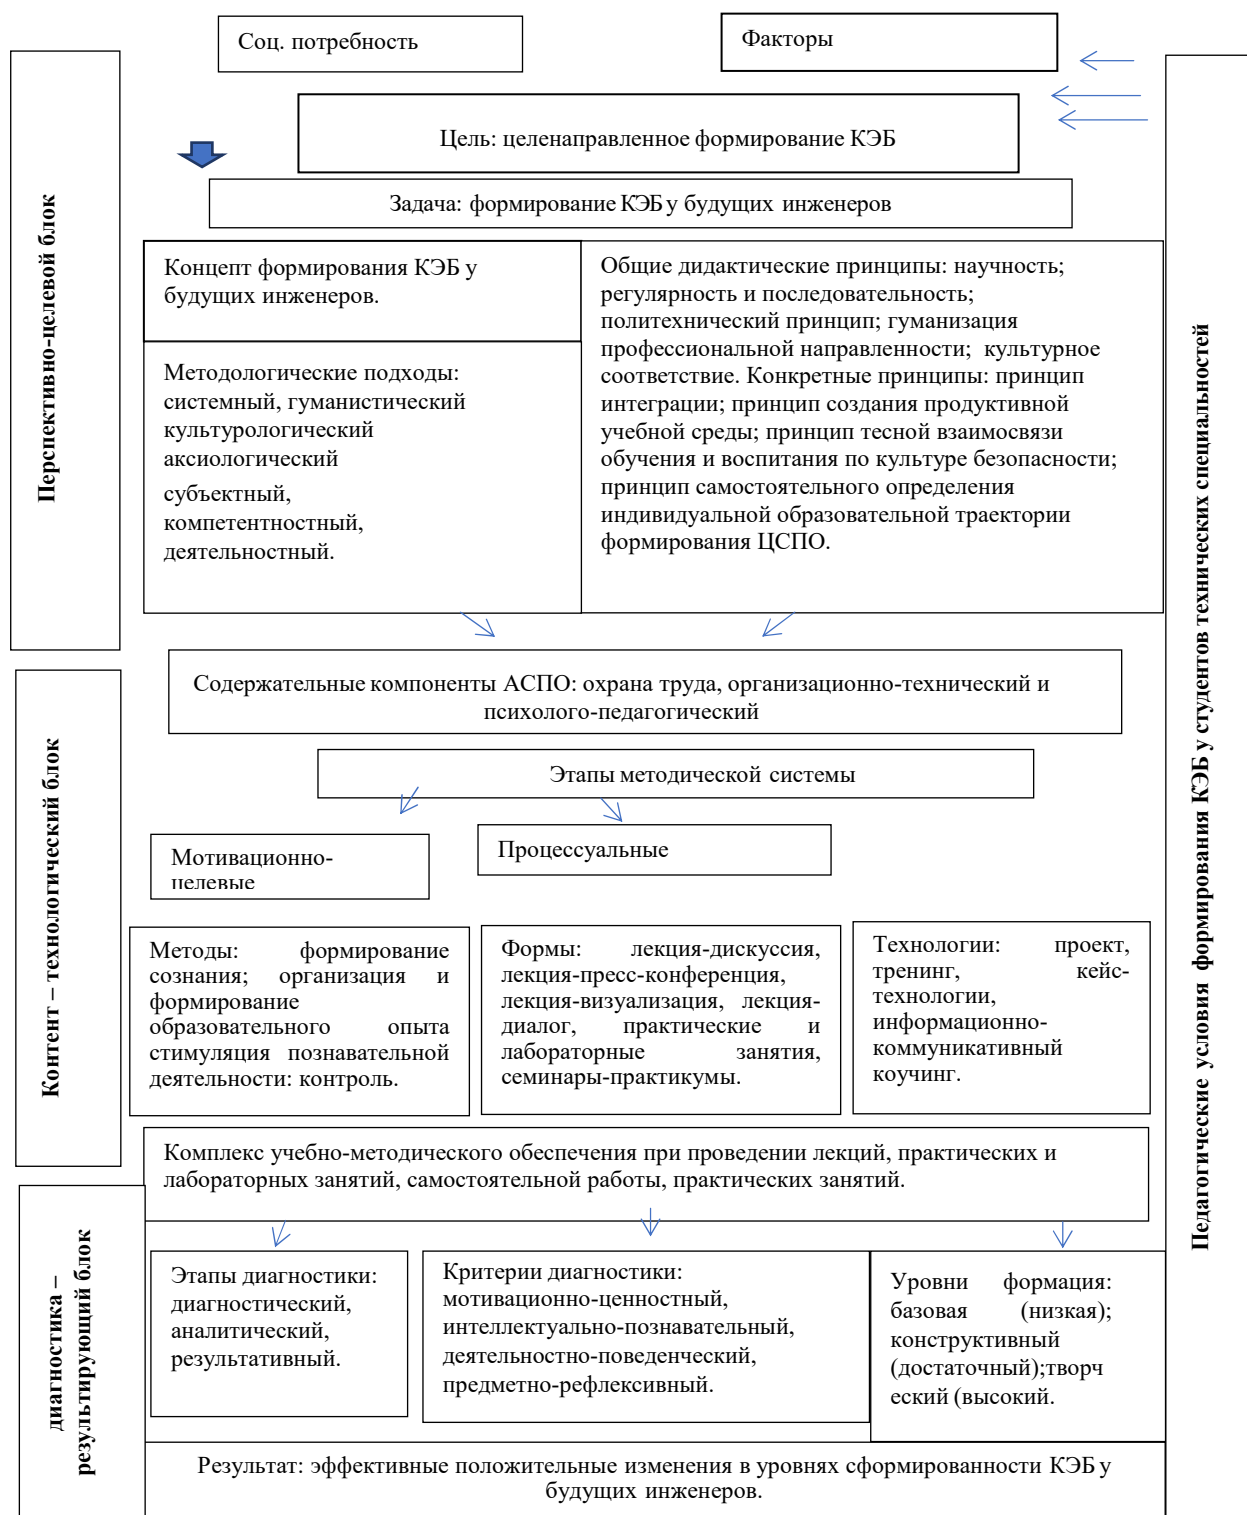 Соц. потребность
Факторы
Цель: целенаправленное формирование КЭБ
Задача: формирование КЭБ у будущих инженеров
Перспективно-целевой блок
Концепт формирования КЭБ у
будущих инженеров.
Методологические подходы:
системный, гуманистический
культурологический
аксиологический
субъектный,
компетентностный,
деятельностный.
Общие дидактические принципы: научность;
регулярность и последовательность;
политехнический принцип; гуманизация
профессиональной направленности; культурное
соответствие. Конкретные принципы: принцип
интеграции; принцип создания продуктивной
учебной среды; принцип тесной взаимосвязи
обучения и воспитания по культуре безопасности;
принцип самостоятельного определения
индивидуальной образовательной траектории
формирования ЦСПО.
Педагогические условия формирования КЭБ у студентов технических специальностей
Контент – технологический блок
Содержательные компоненты АСПО: охрана труда, организационно-технический и
психолого-педагогический
Этапы методической системы
Мотивационно-
целевые
Процессуальные
Методы: формирование
сознания; организация и
формирование
образовательного опыта
стимуляция познавательной
деятельности: контроль.
Формы: лекция-дискуссия,
лекция-пресс-конференция,
лекция-визуализация, лекция-
диалог, практические и
лабораторные занятия,
семинары-практикумы.
Технологии: проект,
тренинг, кейс-
технологии,
информационно-
коммуникативный
коучинг.
Комплекс учебно-методического обеспечения при проведении лекций, практических и
лабораторных занятий, самостоятельной работы, практических занятий.
диагностика –
результирующий блок
Этапы диагностики:
диагностический,
аналитический,
результативный.
Критерии диагностики:
мотивационно-ценностный,
интеллектуально-познавательный,
деятельностно-поведенческий,
предметно-рефлексивный.
Уровни формация:
базовая (низкая);
конструктивный
(достаточный);творч
еский (высокий.
Результат: эффективные положительные изменения в уровнях сформированности КЭБ у
будущих инженеров.